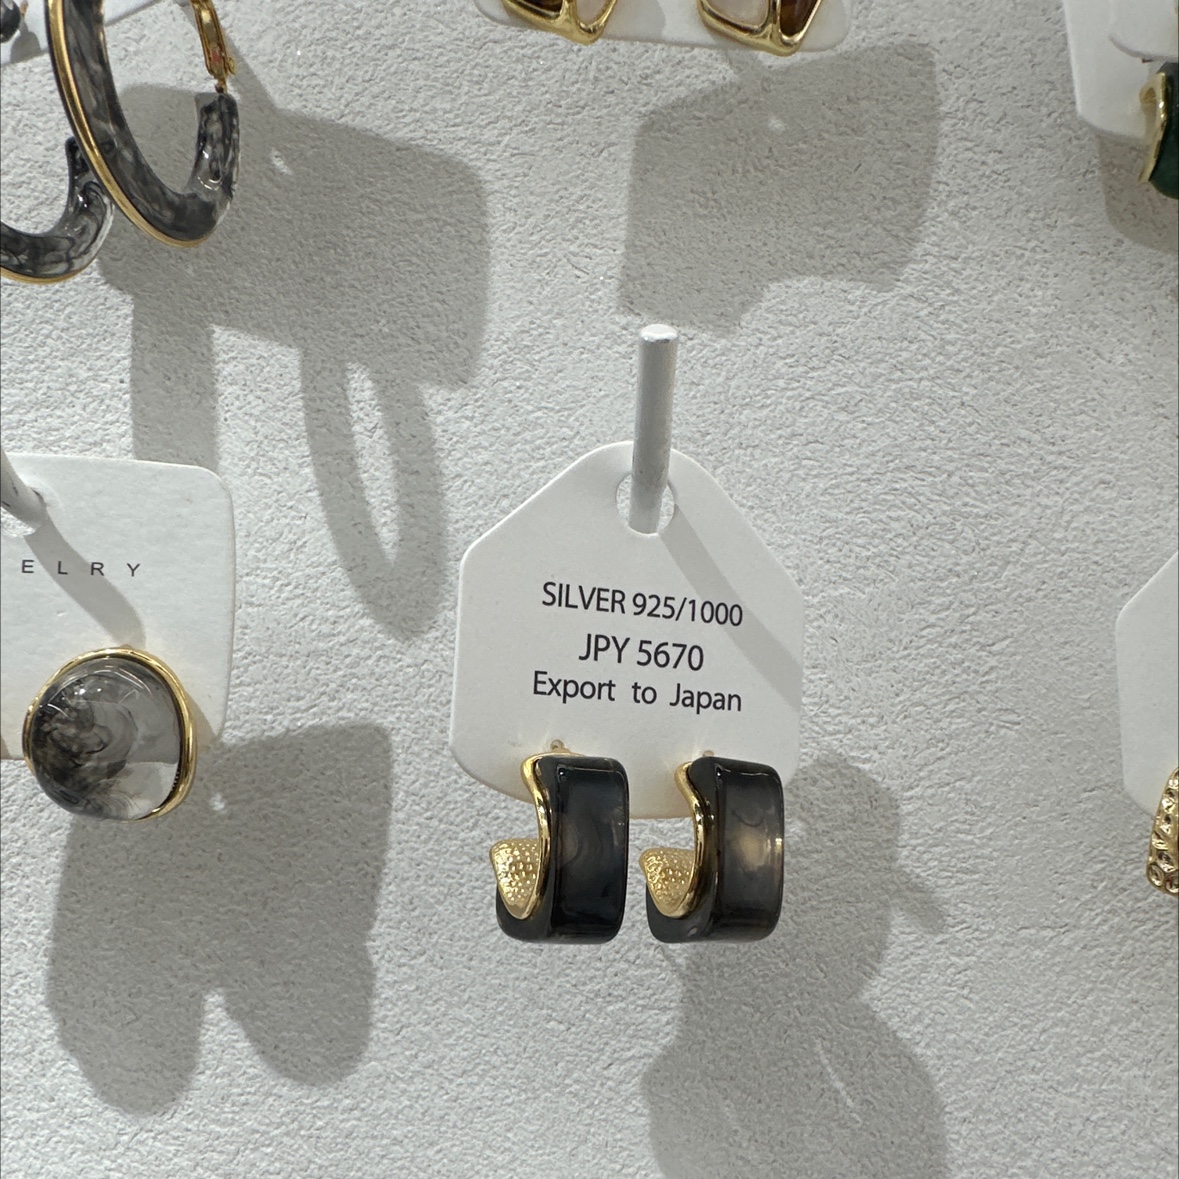 ELRY
SILVER 925/1000
JPY 5670
Export to Japan